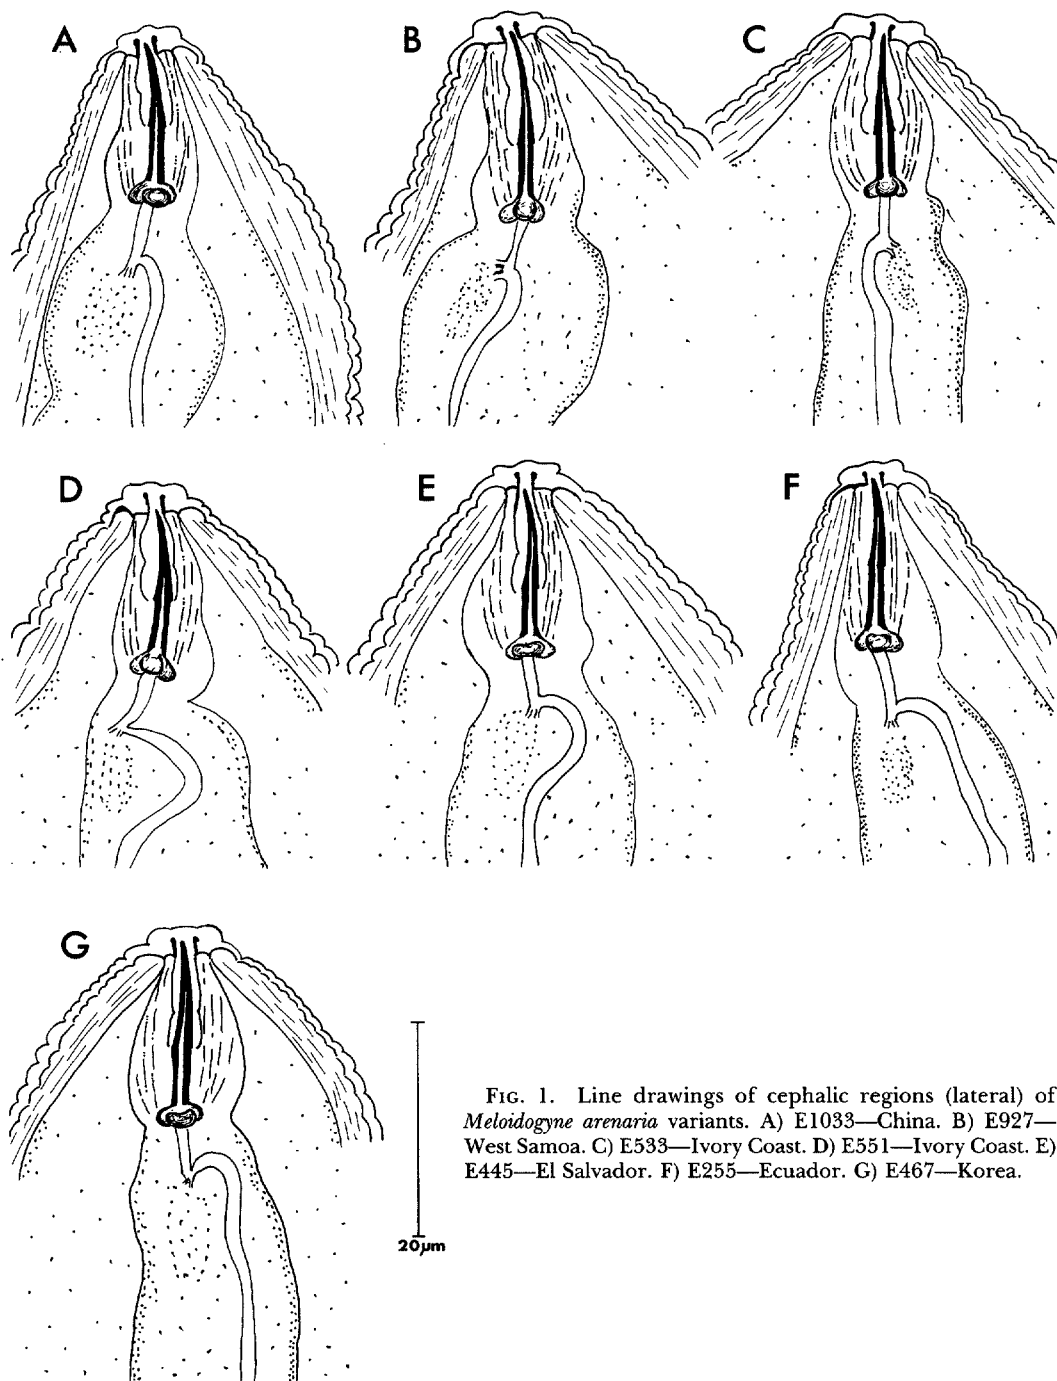 A
B
C
D
E
F
G
20µm
FIG. 1. Line drawings of cephalic regions (lateral) of
Meloidogyne arenaria variants. A) E1033—China. B) E927—
West Samoa. C) E533—Ivory Coast. D) E551—Ivory Coast. E)
E445—El Salvador. F) E255—Ecuador. G) E467—Korea.